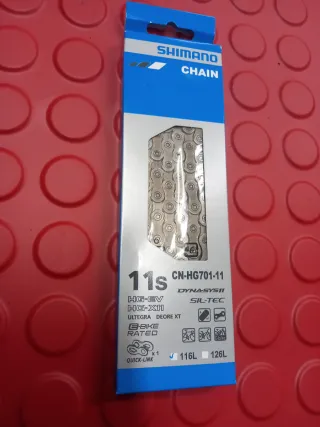 SHIMANO
CHAIN
11s CN-HG701-11
HG-EV DYNA-SYS11
HG-X11 SIL-TEC
ULTEGRA DEORE XT
E-BIKE
RATED
QUICK-LINK x1 116L 126L